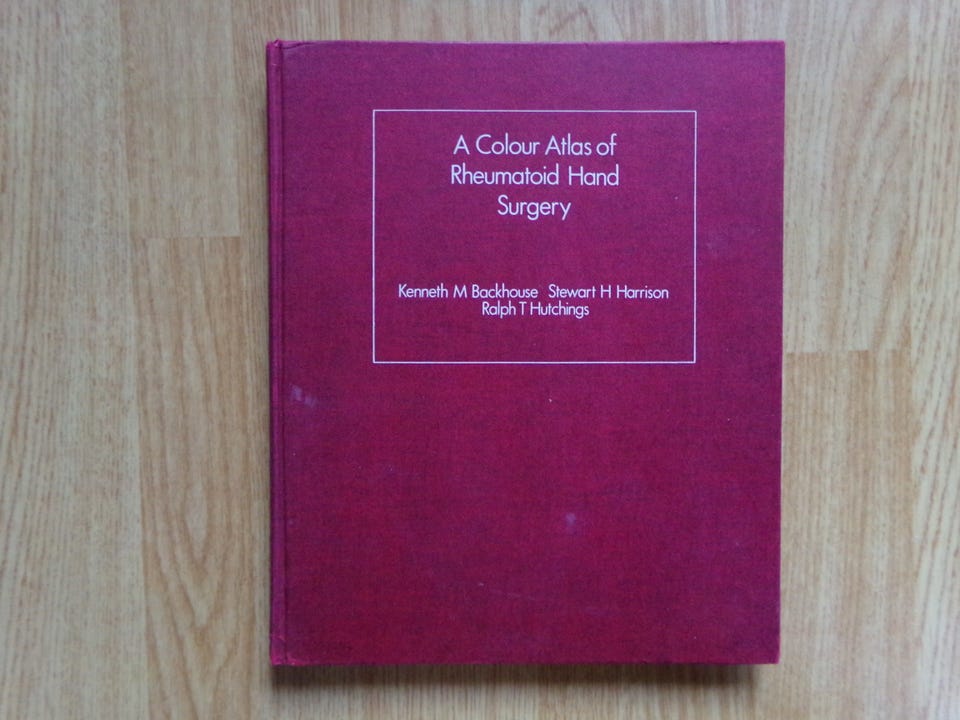 A Colour Atlas of
Rheumatoid Hand
Surgery
Kenneth M Backhouse Stewart H Harrison
Ralph T Hutchings